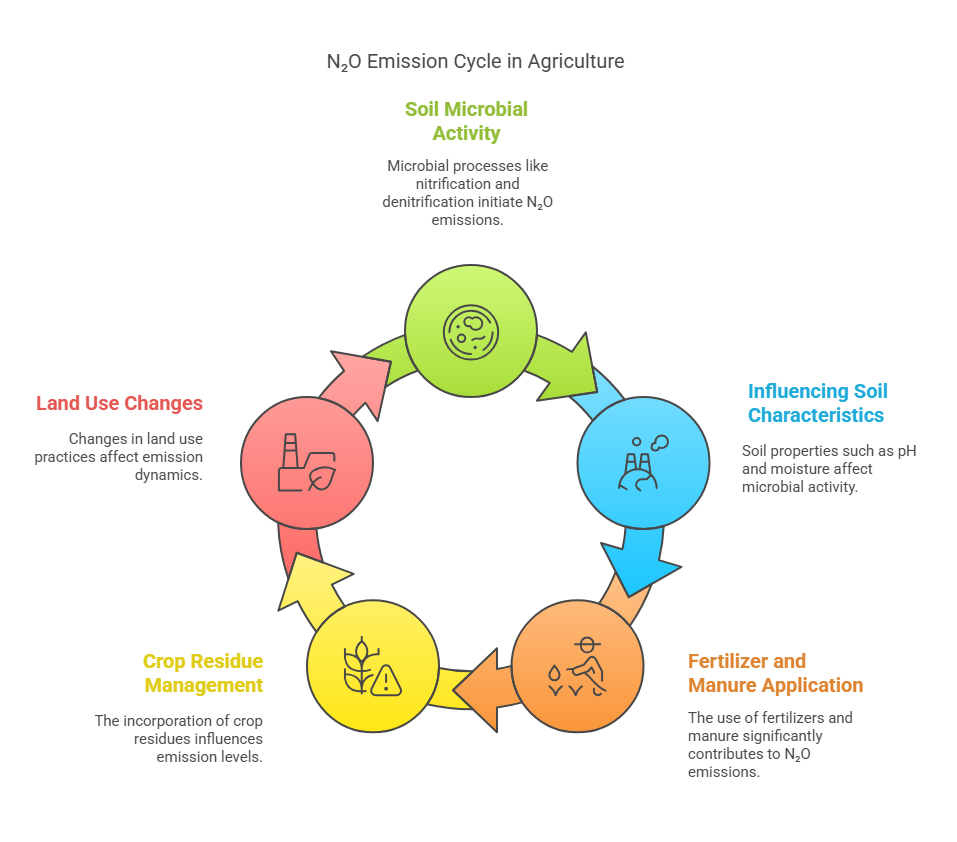 N₂O Emission Cycle in Agriculture
Soil Microbial
Activity
Microbial processes like
nitrification and
denitrification initiate N₂O
emissions.
Influencing Soil
Characteristics
Soil properties such as pH
and moisture affect
microbial activity.
Land Use Changes
Changes in land use
practices affect emission
dynamics.
Fertilizer and
Manure Application
The use of fertilizers and
manure significantly
contributes to N₂O
emissions.
Crop Residue
Management
The incorporation of crop
residues influences
emission levels.